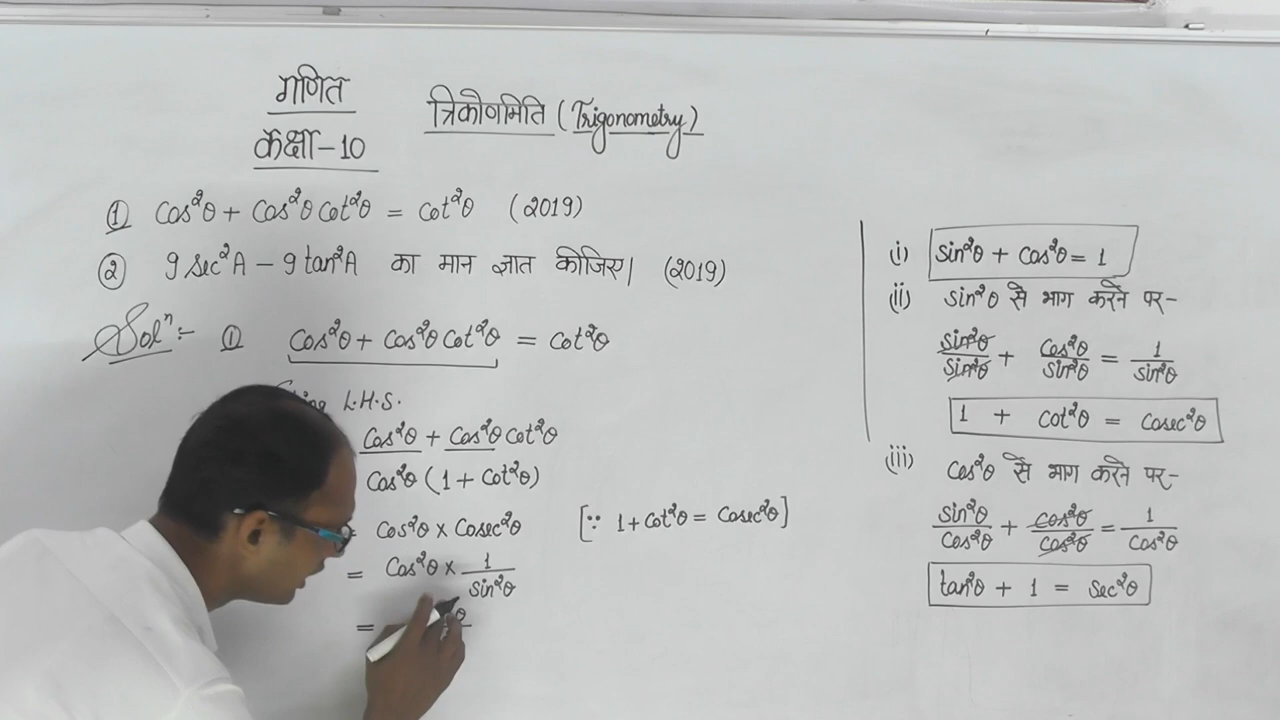 गणित
कक्षा-10
त्रिकोणमिति (Trigonometry)
① Cos²θ + Cos²θ Cot²θ = Cot²θ (2019)
② 9 sec²A - 9 tan²A का मान ज्ञात कीजिए। (2019)
Solⁿ:- ① Cos²θ + Cos²θ Cot²θ = Cot²θ
L.H.S.
Cos²θ + Cos²θ Cot²θ
Cos²θ (1 + Cot²θ)
= Cos²θ × Cosec²θ [∵ 1 + Cot²θ = Cosec²θ]
= Cos²θ × 1/Sin²θ
=
(i) Sin²θ + Cos²θ = 1
(ii) Sin²θ से भाग करने पर-
Sin²θ/Sin²θ + Cos²θ/Sin²θ = 1/Sin²θ
1 + Cot²θ = Cosec²θ
(iii) Cos²θ से भाग करने पर-
Sin²θ/Cos²θ + Cos²θ/Cos²θ = 1/Cos²θ
tan²θ + 1 = Sec²θ